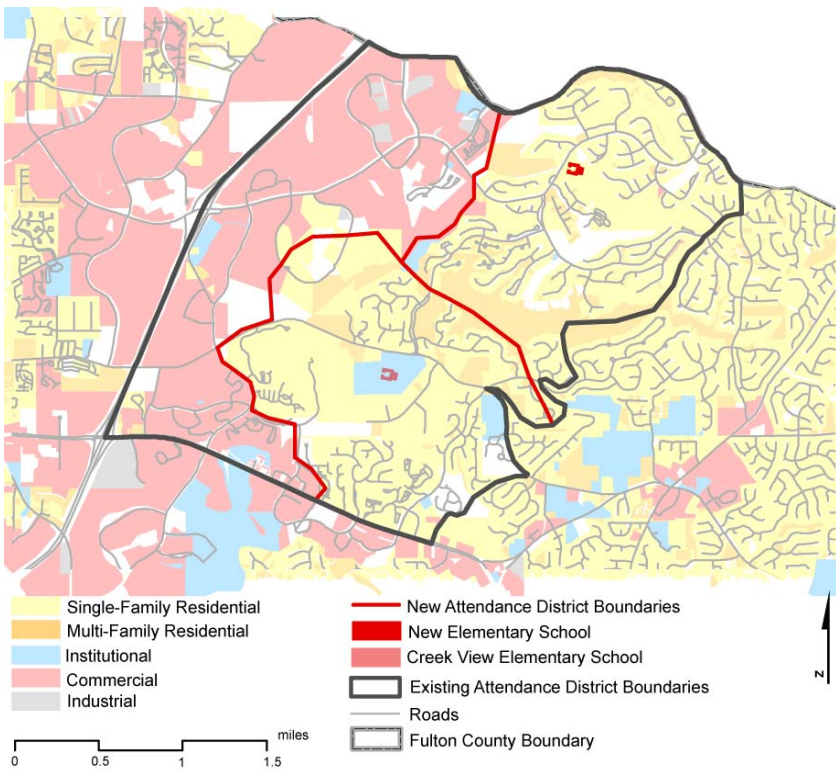 Single-Family Residential
Multi-Family Residential
Institutional
Commercial
Industrial
New Attendance District Boundaries
New Elementary School
Creek View Elementary School
Existing Attendance District Boundaries
Roads
Fulton County Boundary
N
miles
0 0.5 1 1.5